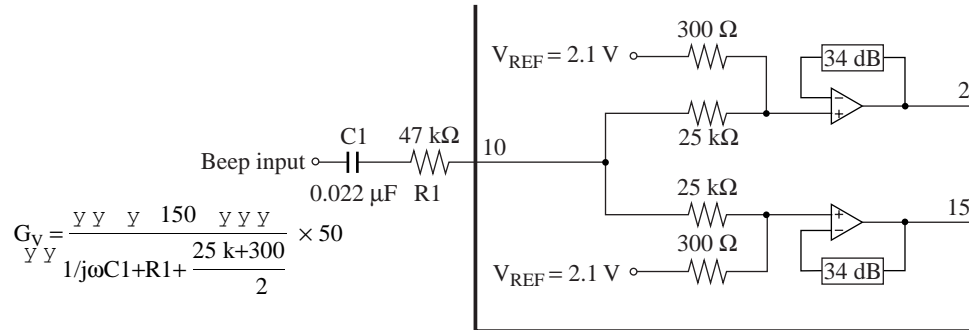 300 Ω
V_REF = 2.1 V
34 dB
2
25 kΩ
C1
47 kΩ
10
Beep input
0.022 μF
R1
25 kΩ
15
G_V = y y y 150 y y y / 1/jωC1+R1+ 25 k+300 / 2 × 50
y y
300 Ω
V_REF = 2.1 V
34 dB